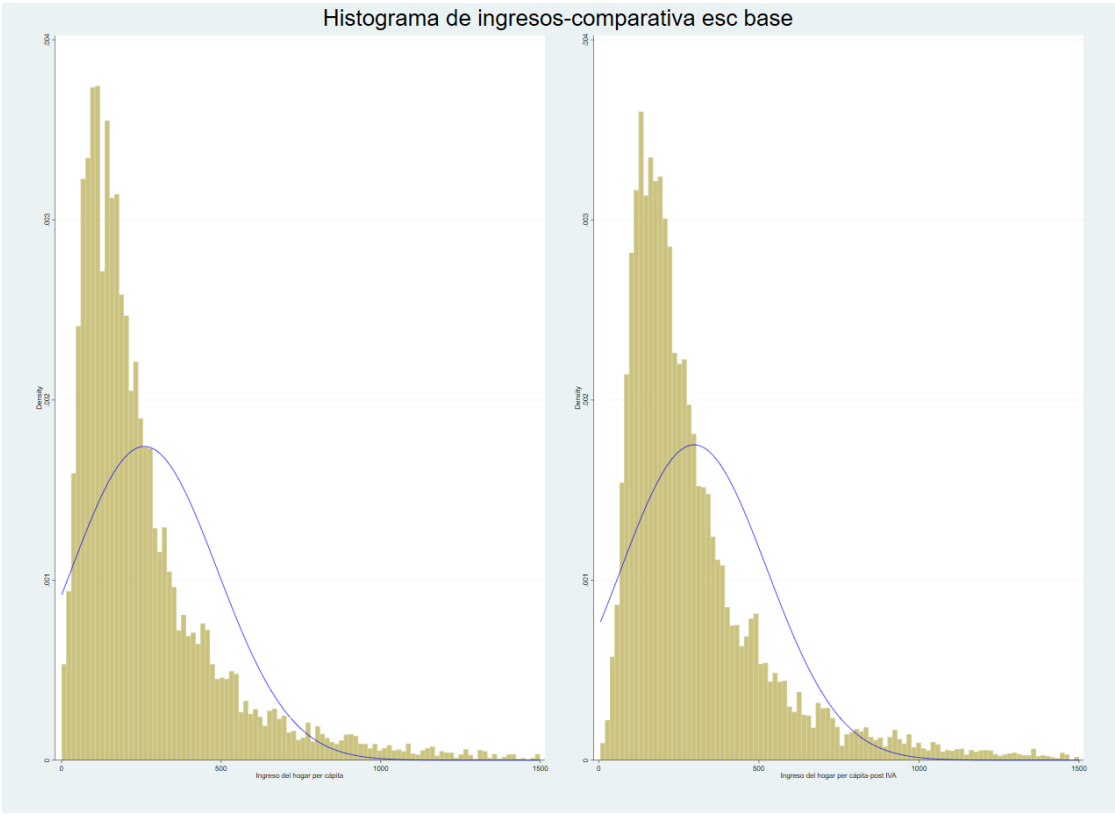 Histograma de ingresos-comparativa esc base
.004
.003
.002
.001
0
Density
0 500 1000 1500
Ingreso del hogar per cápita
.004
.003
.002
.001
0
Density
0 500 1000 1500
Ingreso del hogar per cápita-post IVA